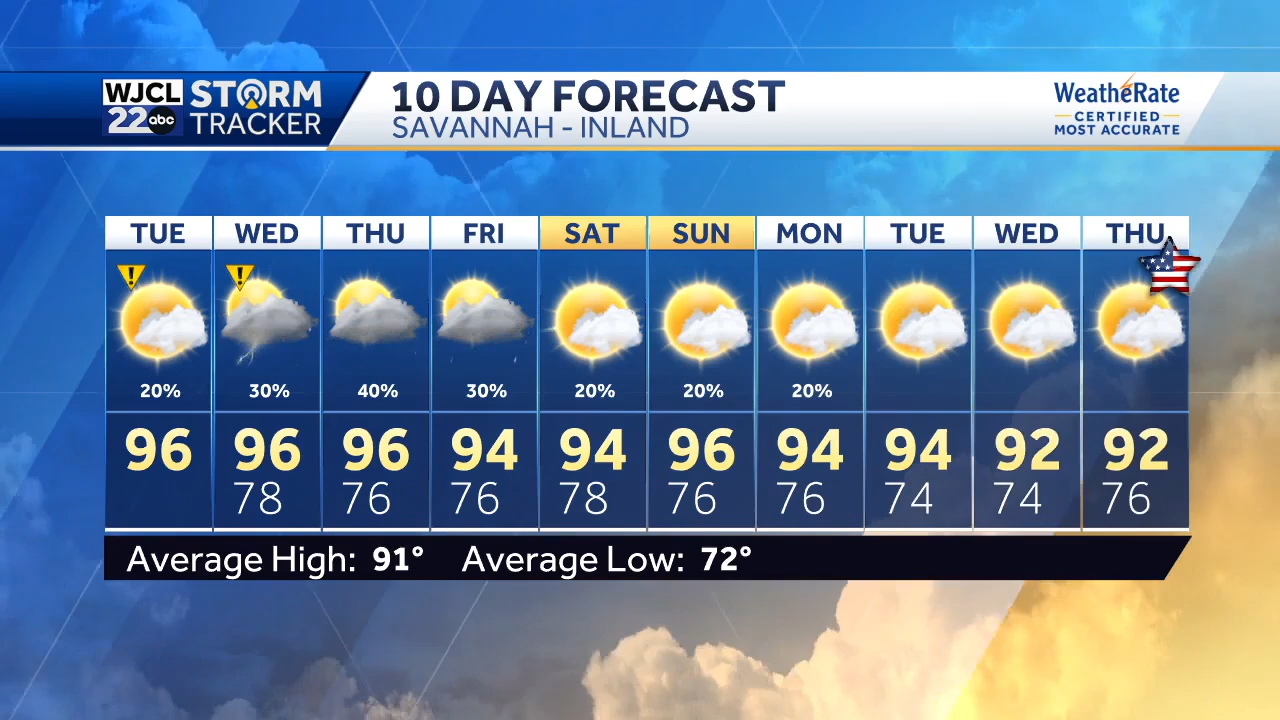 WJCL
22 abc
STORM
TRACKER
10 DAY FORECAST
SAVANNAH - INLAND
WeatheRate
CERTIFIED
MOST ACCURATE
TUE WED THU FRI SAT SUN MON TUE WED THU
! !
20% 30% 40% 30% 20% 20% 20%
96 96 96 94 94 96 94 94 92 92
78 76 76 78 76 76 74 74 76
Average High: 91° Average Low: 72°